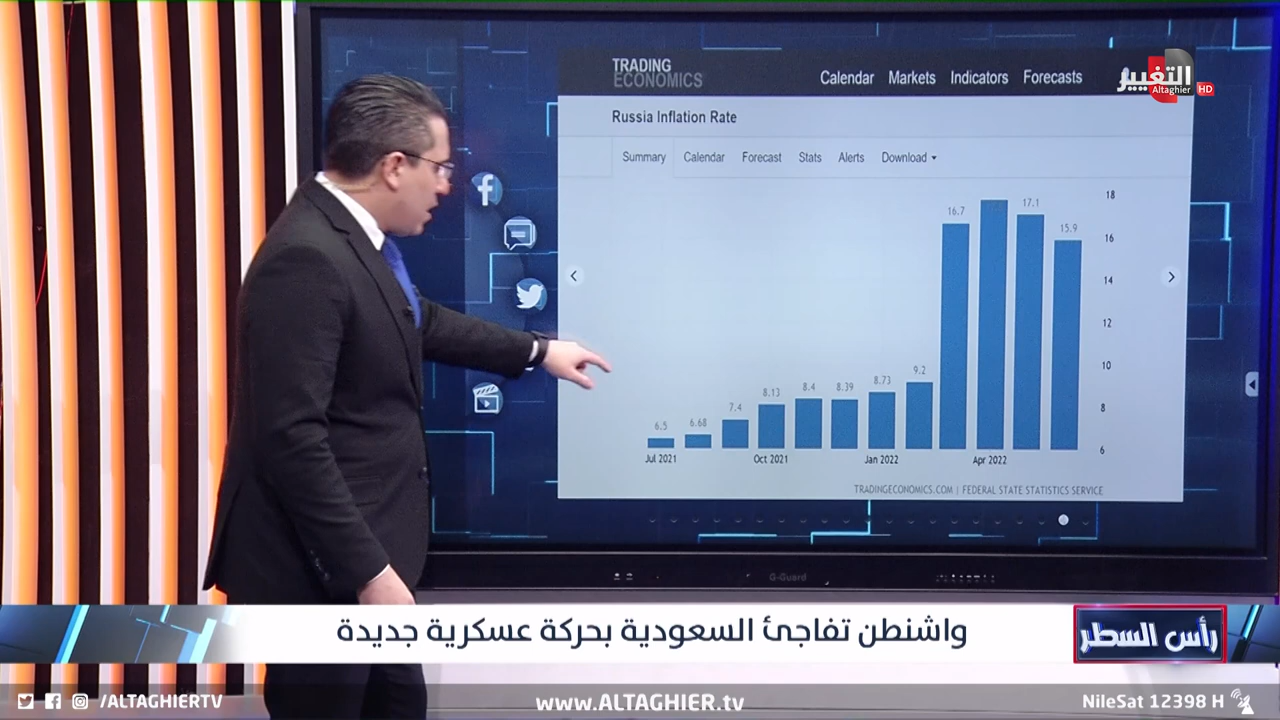 TRADING
ECONOMICS
Calendar Markets Indicators Forecasts
التغيير
Altaghier HD
Russia Inflation Rate
Summary Calendar Forecast Stats Alerts Download
18
16.7 17.1
15.9
16
14
12
10
9.2
8.73
8.4 8.39
8.13
7.4
6.68
6.5
8
6
Jul 2021 Oct 2021 Jan 2022 Apr 2022
TRADINGECONOMICS.COM | FEDERAL STATE STATISTICS SERVICE
G-Guard
رأس السطر
واشنطن تفاجئ السعودية بحركة عسكرية جديدة
/ALTAGHIERTV
www.ALTAGHIER.tv
NileSat 12398 H